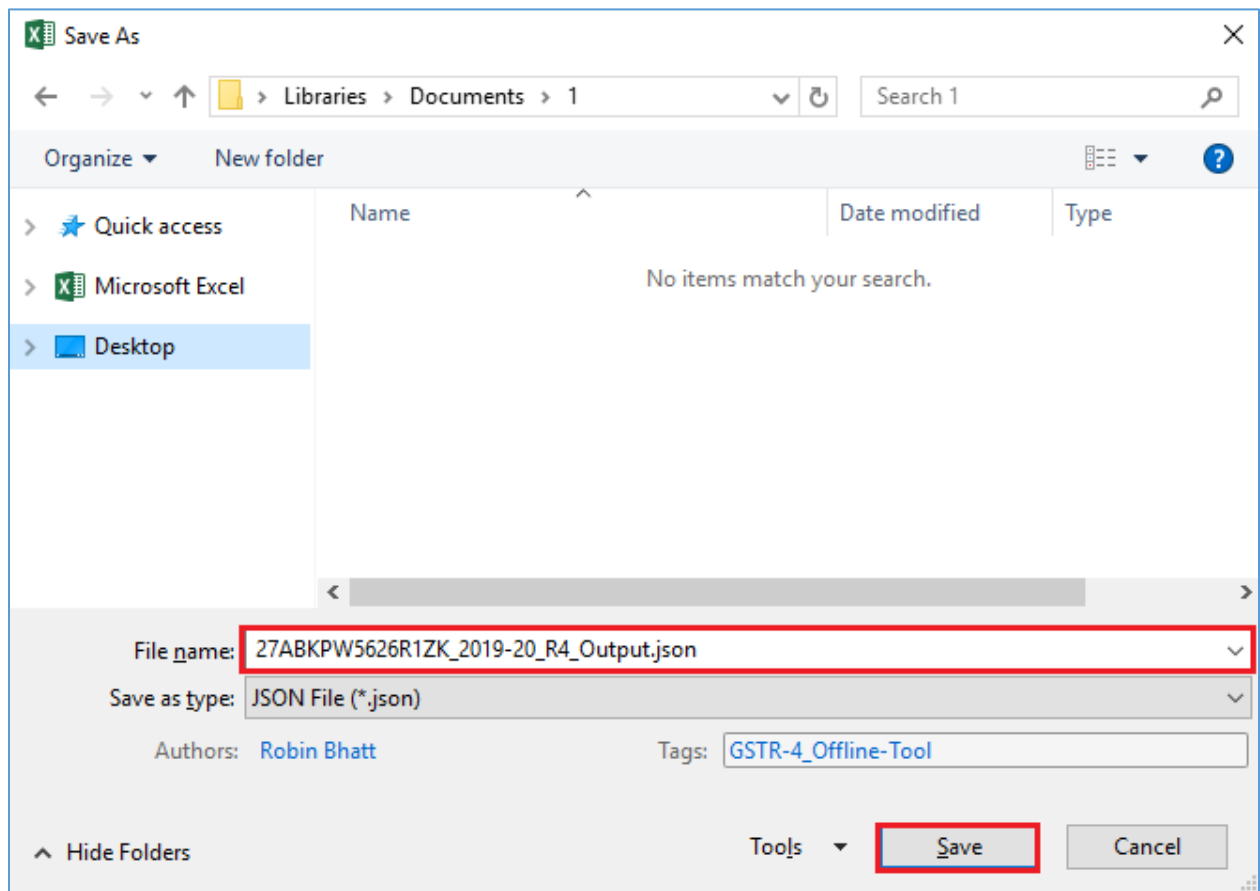 Save As
Libraries > Documents > 1
Search 1
Organize
New folder
?
Quick access
Microsoft Excel
Desktop
Name
Date modified
Type
No items match your search.
File name: 27ABKPW5626R1ZK_2019-20_R4_Output.json
Save as type: JSON File (*.json)
Authors: Robin Bhatt
Tags: GSTR-4_Offline-Tool
Hide Folders
Tools
Save
Cancel